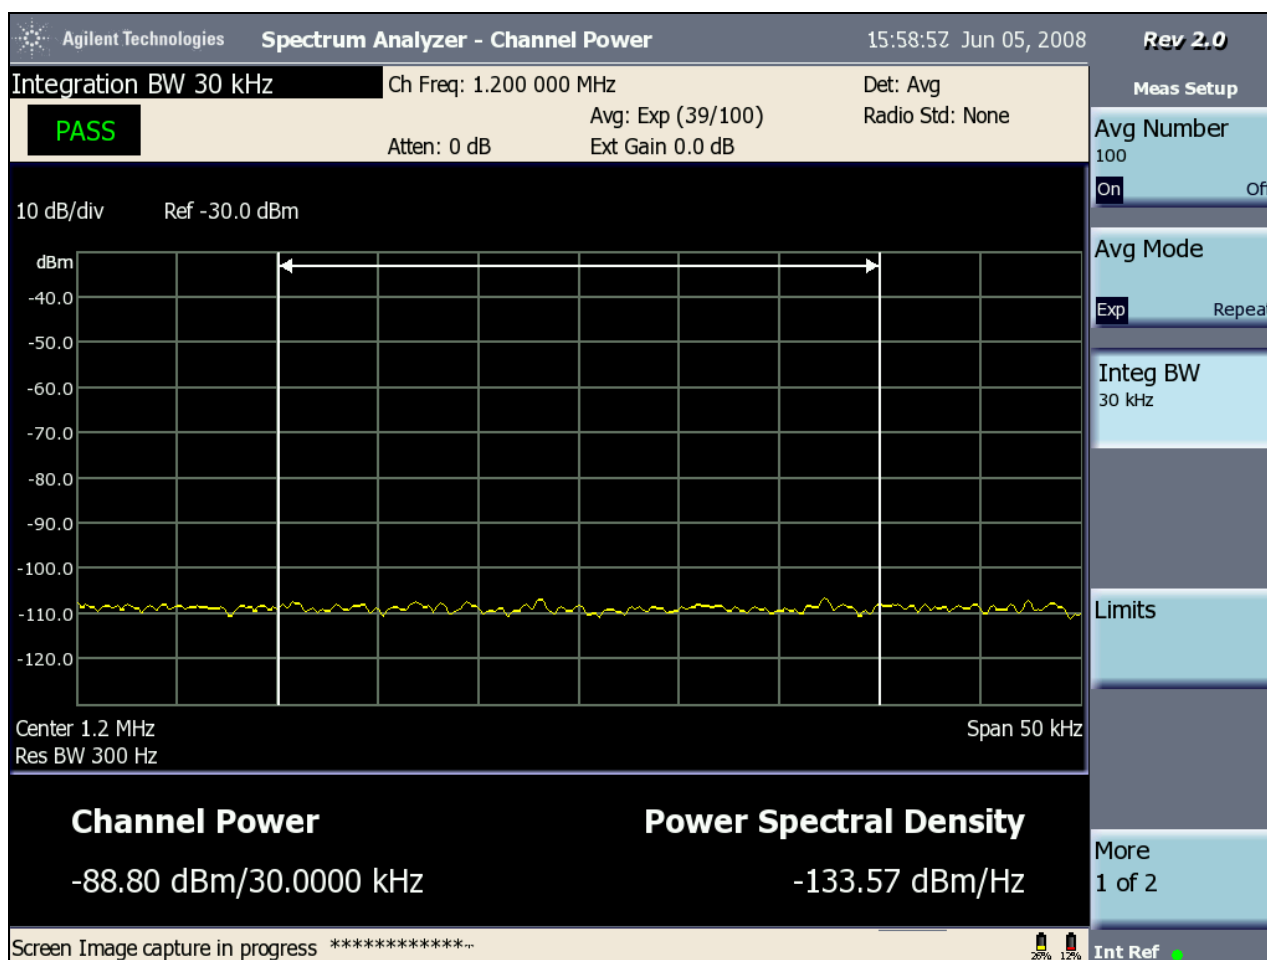 Agilent Technologies Spectrum Analyzer - Channel Power 15:58:57 Jun 05, 2008 Rev 2.0
Integration BW 30 kHz Ch Freq: 1.200 000 MHz Det: Avg Meas Setup
PASS Avg: Exp (39/100) Radio Std: None
Atten: 0 dB Ext Gain 0.0 dB
Avg Number
100
On Off
10 dB/div Ref -30.0 dBm
Avg Mode
Exp Repeat
dBm
-40.0
-50.0
-60.0
-70.0
-80.0
-90.0
-100.0
-110.0
-120.0
Integ BW
30 kHz
Limits
Center 1.2 MHz Span 50 kHz
Res BW 300 Hz
Channel Power Power Spectral Density
-88.80 dBm/30.0000 kHz -133.57 dBm/Hz
More
1 of 2
Screen Image capture in progress ************
26% 12% Int Ref